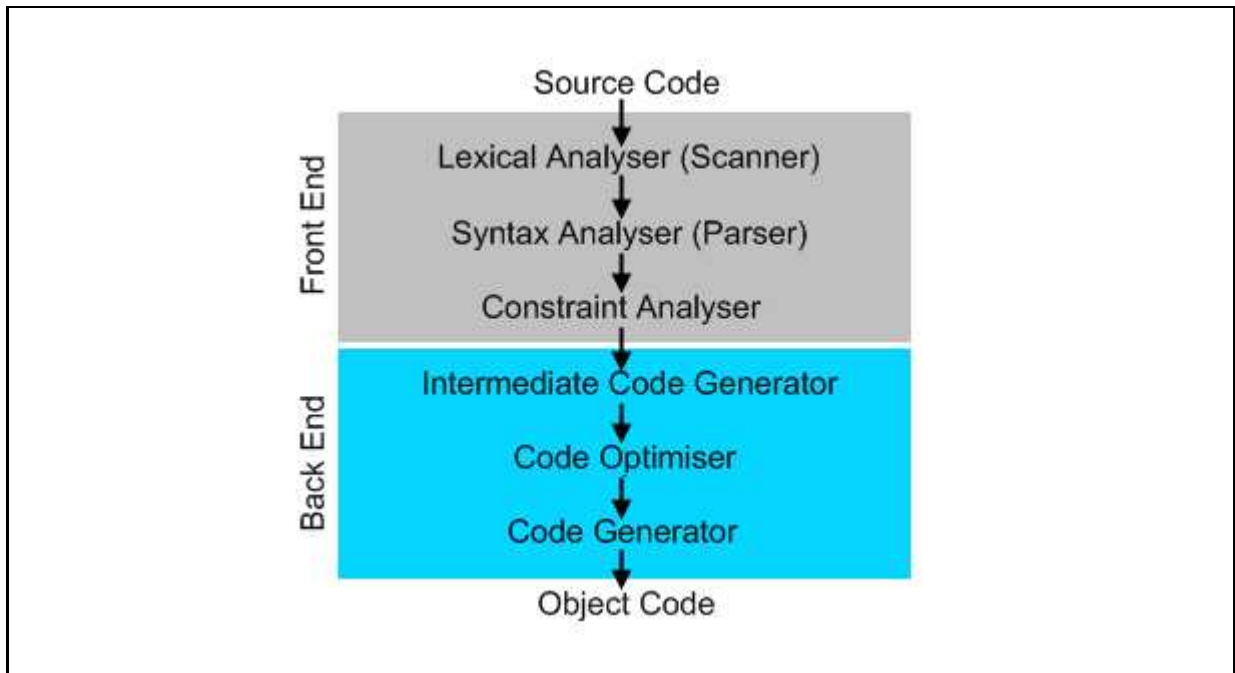 Source Code
Front End
Lexical Analyser (Scanner)
Syntax Analyser (Parser)
Constraint Analyser
Back End
Intermediate Code Generator
Code Optimiser
Code Generator
Object Code